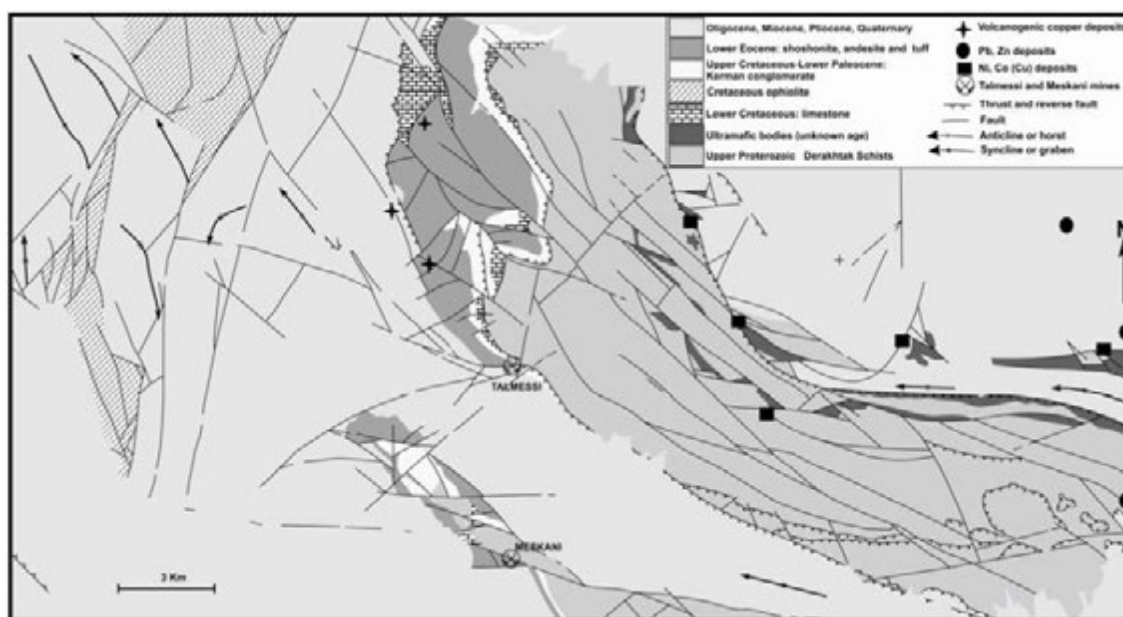 Oligocene, Miocene, Pliocene, Quaternary
Lower Eocene: shoshonite, andesite and tuff
Upper Cretaceous-Lower Paleocene:
Kerman conglomerate
Cretaceous ophiolite
Lower Cretaceous: limestone
Ultramafic bodies (unknown age)
Upper Proterozoic Derakhtak Schists
Volcanogenic copper deposits
Pb, Zn deposits
Ni, Co (Cu) deposits
Talmessi and Meskani mines
Thrust and reverse fault
Fault
Anticline or horst
Syncline or graben
N
TALMESSI
MESKANI
3 Km